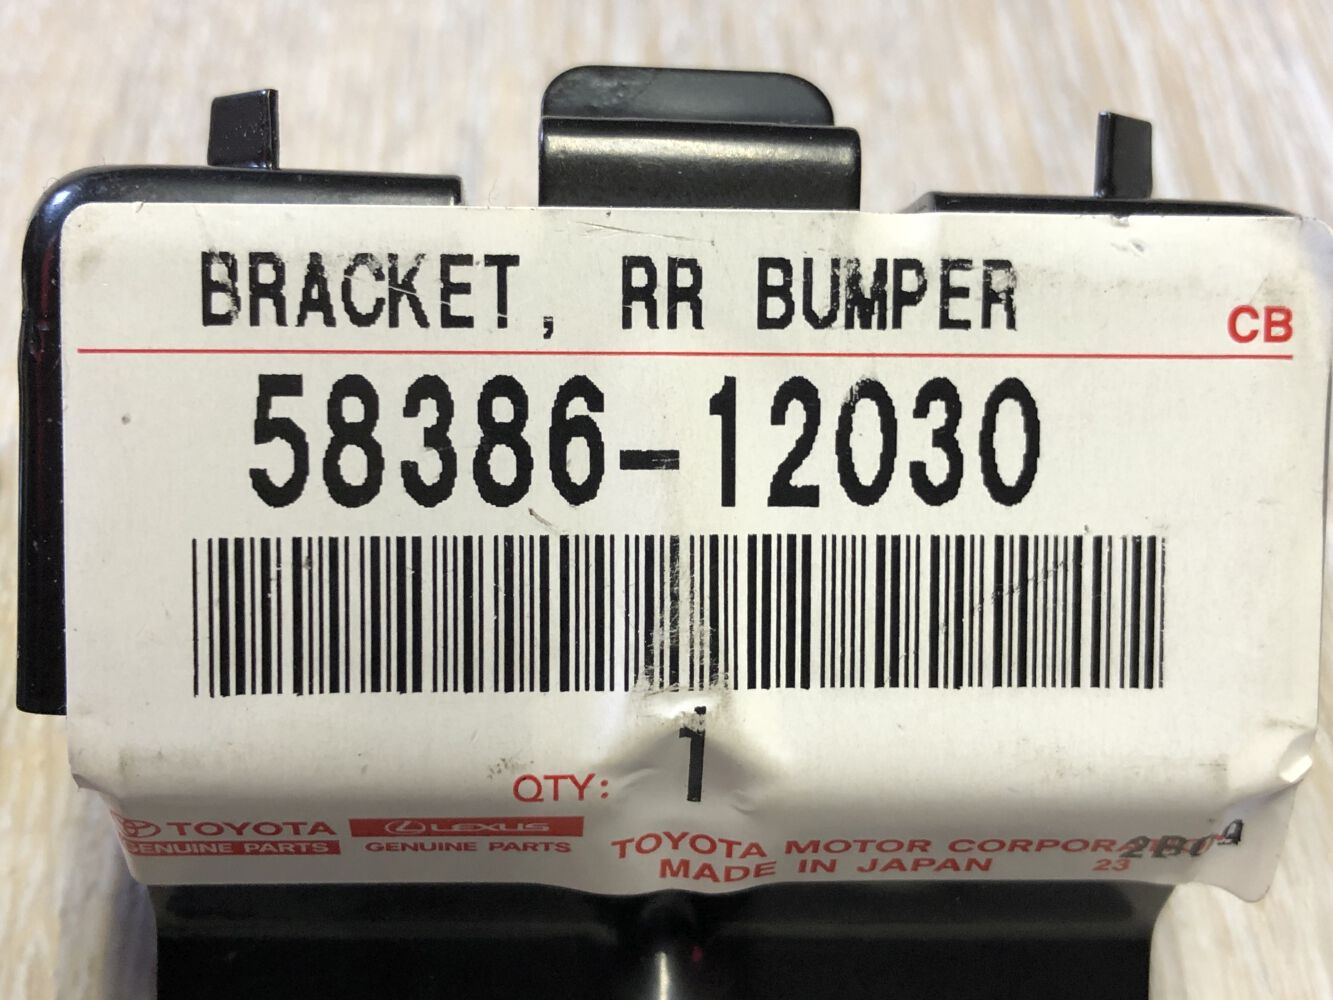 BRACKET, RR BUMPER
CB
58386-12030
1
QTY:
TOYOTA
GENUINE PARTS
LEXUS
GENUINE PARTS
TOYOTA MOTOR CORPORATION
MADE IN JAPAN
23